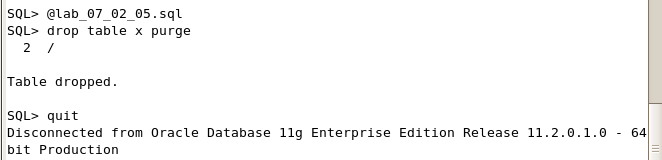 SQL> @lab_07_02_05.sql
SQL> drop table x purge
  2  /
Table dropped.
SQL> quit
Disconnected from Oracle Database 11g Enterprise Edition Release 11.2.0.1.0 - 64
bit Production